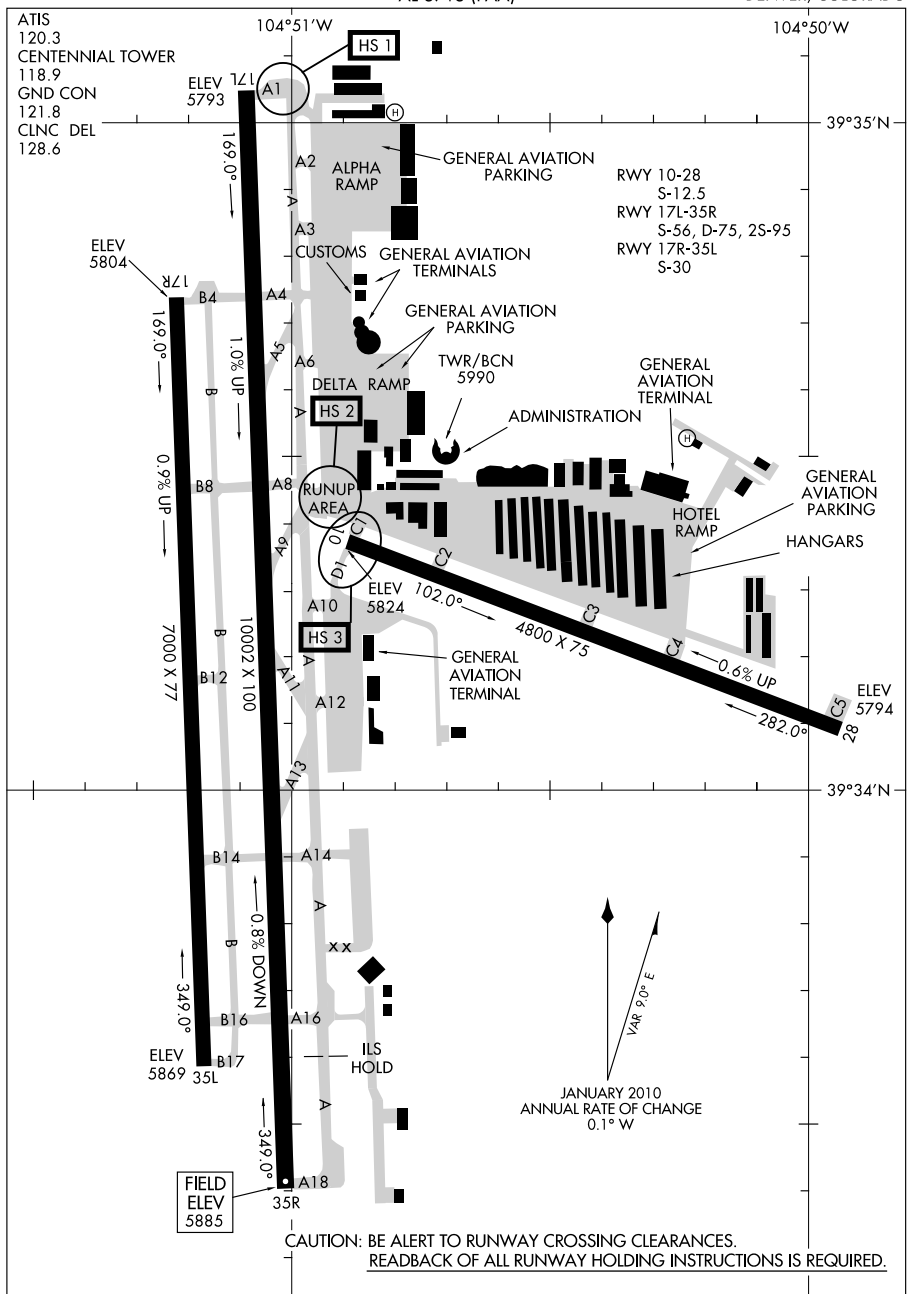 ATIS
120.3
CENTENNIAL TOWER
118.9
GND CON
121.8
CLNC DEL
128.6
104°51'W
104°50'W
HS 1
ELEV
5793
17L
A1
H
39°35'N
169.0°
A2
ALPHA
RAMP
GENERAL AVIATION
PARKING
RWY 10-28
S-12.5
RWY 17L-35R
S-56, D-75, 2S-95
RWY 17R-35L
S-30
A
A3
CUSTOMS
GENERAL AVIATION
TERMINALS
ELEV
5804
17R
B4
A4
GENERAL AVIATION
PARKING
169.0°
1.0% UP
A5
A6
TWR/BCN
5990
GENERAL
AVIATION
TERMINAL
B
DELTA RAMP
A
HS 2
ADMINISTRATION
H
0.9% UP
B8
A8
RUNUP
AREA
HOTEL
RAMP
GENERAL
AVIATION
PARKING
HANGARS
A9
10
C1
D1
C2
ELEV
5824
102.0°
4800 X 75
C3
C4
0.6% UP
282.0°
C5
28
ELEV
5794
A10
HS 3
7000 X 77
10002 X 100
B
B12
A11
A
A12
GENERAL
AVIATION
TERMINAL
A13
39°34'N
B14
A14
B
0.8% DOWN
A
X X
349.0°
B16
A16
ELEV
5869
35L
B17
ILS
HOLD
VAR 9.0° E
JANUARY 2010
ANNUAL RATE OF CHANGE
0.1° W
A
349.0°
A18
FIELD
ELEV
5885
35R
CAUTION: BE ALERT TO RUNWAY CROSSING CLEARANCES.
READBACK OF ALL RUNWAY HOLDING INSTRUCTIONS IS REQUIRED.